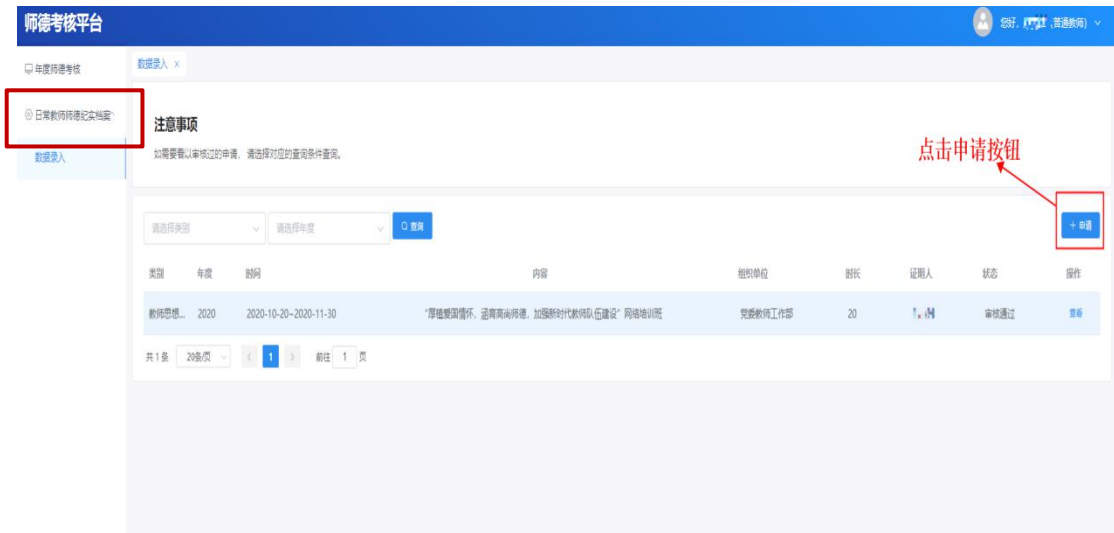 师德考核平台
您好, (普通教师)
年度师德考核
数据录入 ×
日常教师师德纪实档案
注意事项
数据录入
如需要看以审核过的申请，请选择对应的查询条件查询。
点击申请按钮
请选择类别
请选择年度
查询
+ 申请
类别 年度 时间 内容 组织单位 时长 证明人 状态 操作
教师思想... 2020 2020-10-20~2020-11-30 "厚植爱国情怀、涵育高尚师德、加强新时代教师队伍建设" 网络培训班 党委教师工作部 20 审核通过 查看
共 1 条 20条/页 < 1 > 前往 1 页